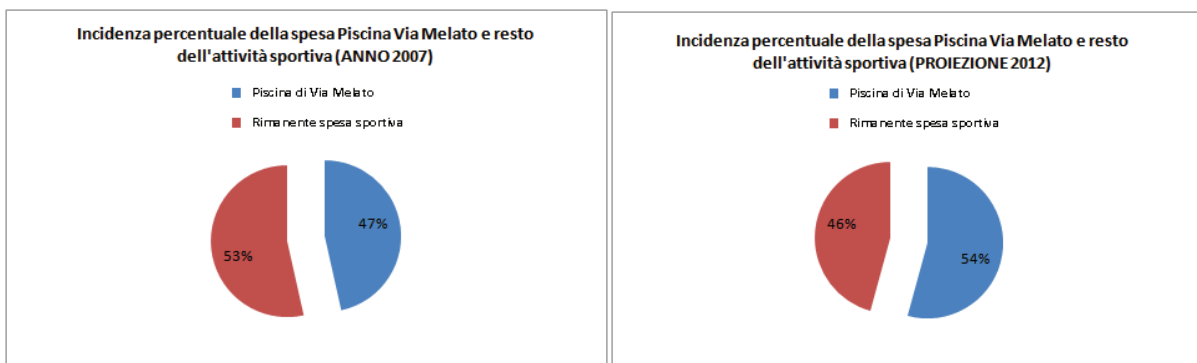 Incidenza percentuale della spesa Piscina Via Melato e resto
dell'attività sportiva (ANNO 2007)
Piscina di Via Melato
Rimanente spesa sportiva
47%
53%
Incidenza percentuale della spesa Piscina Via Melato e resto
dell'attività sportiva (PROIEZIONE 2012)
Piscina di Via Melato
Rimanente spesa sportiva
46%
54%